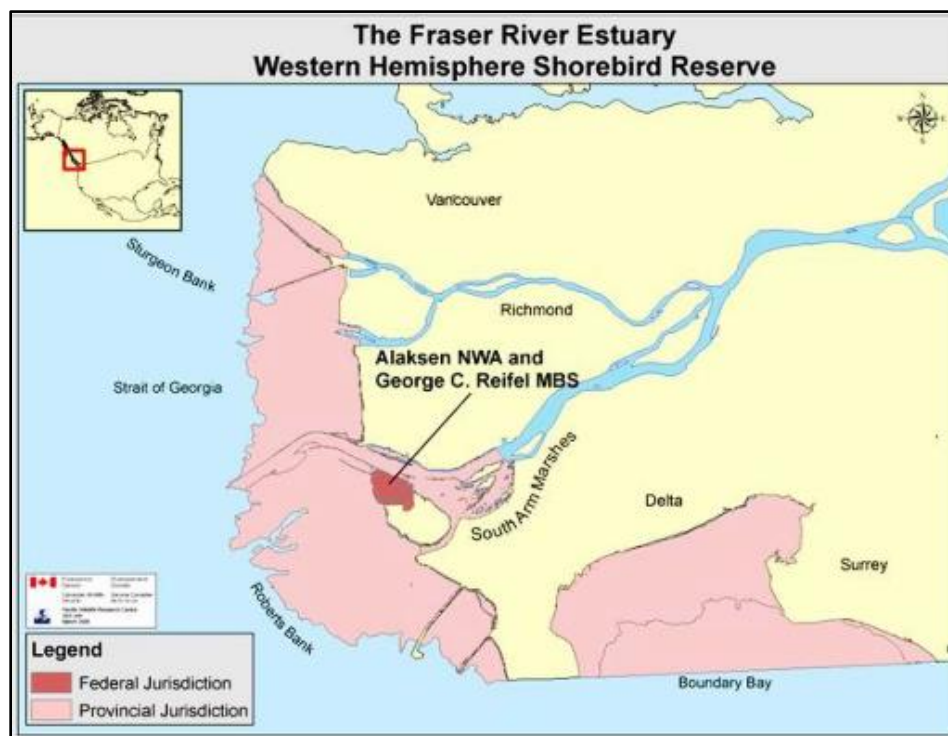 The Fraser River Estuary
Western Hemisphere Shorebird Reserve
N
W
E
S
Vancouver
Sturgeon Bank
Richmond
Alaksen NWA and
George C. Reifel MBS
Strait of Georgia
South Arm Marshes
Delta
Surrey
Roberts Bank
Boundary Bay
Legend
Federal Jurisdiction
Provincial Jurisdiction